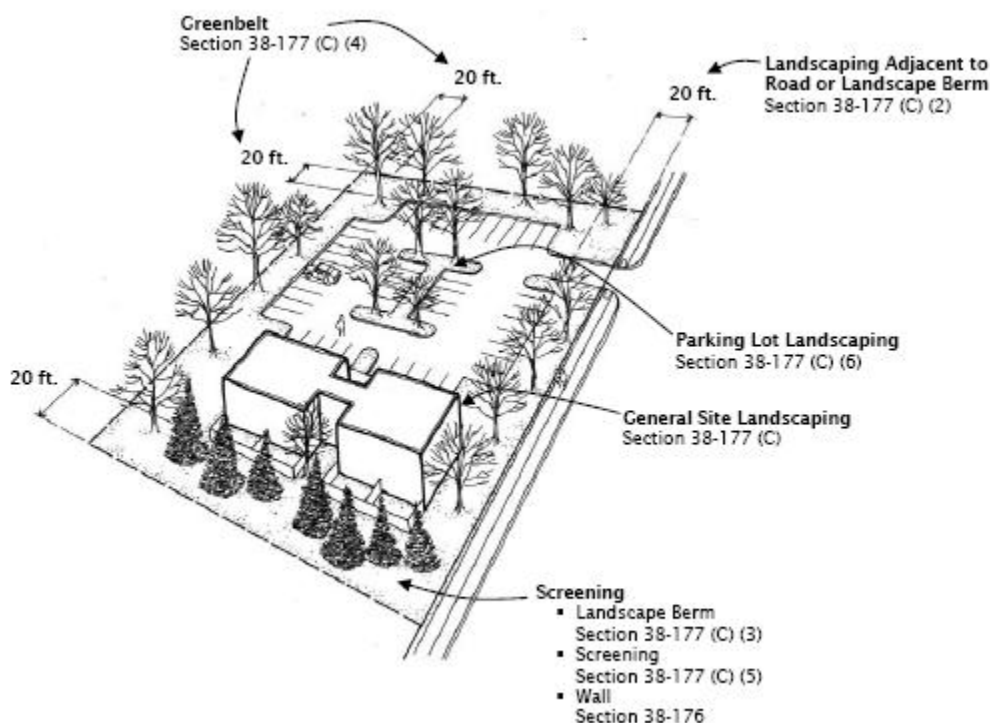 Greenbelt
Section 38-177 (C) (4)
20 ft.
Landscaping Adjacent to
Road or Landscape Berm
Section 38-177 (C) (2)
20 ft.
20 ft.
Parking Lot Landscaping
Section 38-177 (C) (6)
20 ft.
General Site Landscaping
Section 38-177 (C)
Screening
▪ Landscape Berm
Section 38-177 (C) (3)
▪ Screening
Section 38-177 (C) (5)
▪ Wall
Section 38-176